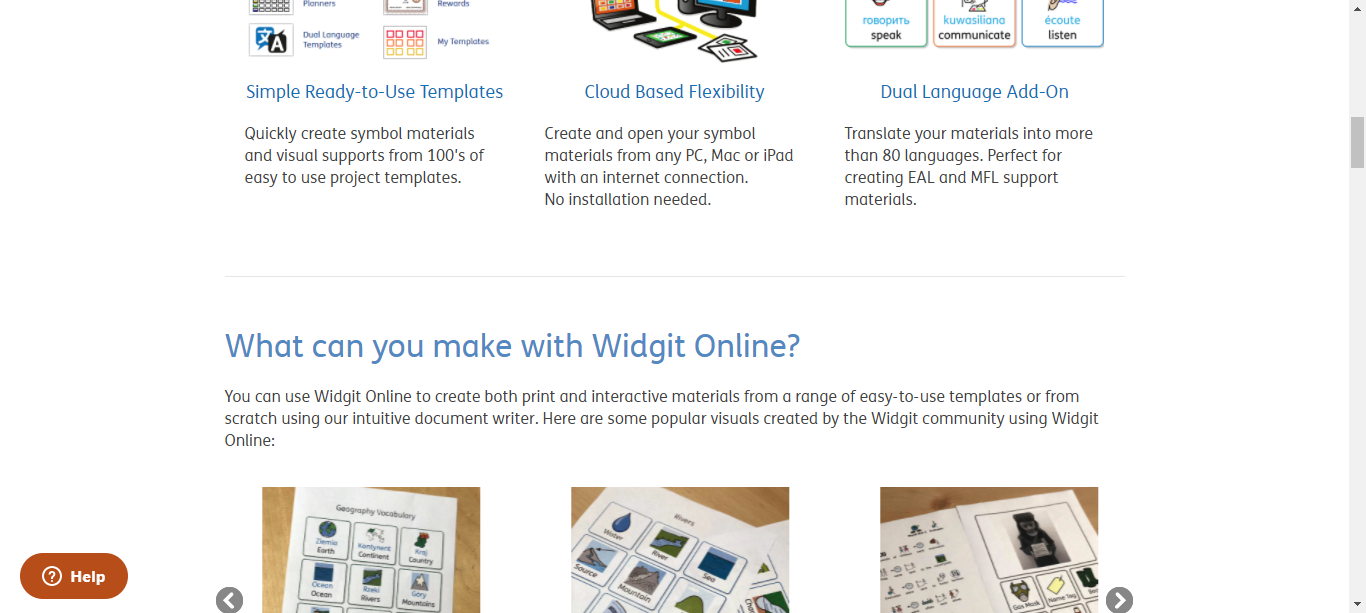 Planners
Rewards
Dual Language
Templates
My Templates
говорить
speak
kuwasiliana
communicate
écoute
listen
Simple Ready-to-Use Templates
Cloud Based Flexibility
Dual Language Add-On
Quickly create symbol materials
and visual supports from 100's of
easy to use project templates.
Create and open your symbol
materials from any PC, Mac or iPad
with an internet connection.
No installation needed.
Translate your materials into more
than 80 languages. Perfect for
creating EAL and MFL support
materials.
What can you make with Widgit Online?
You can use Widgit Online to create both print and interactive materials from a range of easy-to-use templates or from
scratch using our intuitive document writer. Here are some popular visuals created by the Widgit community using Widgit
Online:
Geography Vocabulary
Ziemia
Earth
Kontynent
Continent
Kraj
Country
Ocean
Ocean
Rzeki
Rivers
Góry
Mountains
Rivers
Water
River
Sea
Source
Mountain
Gas Mask
Name Tag
Help